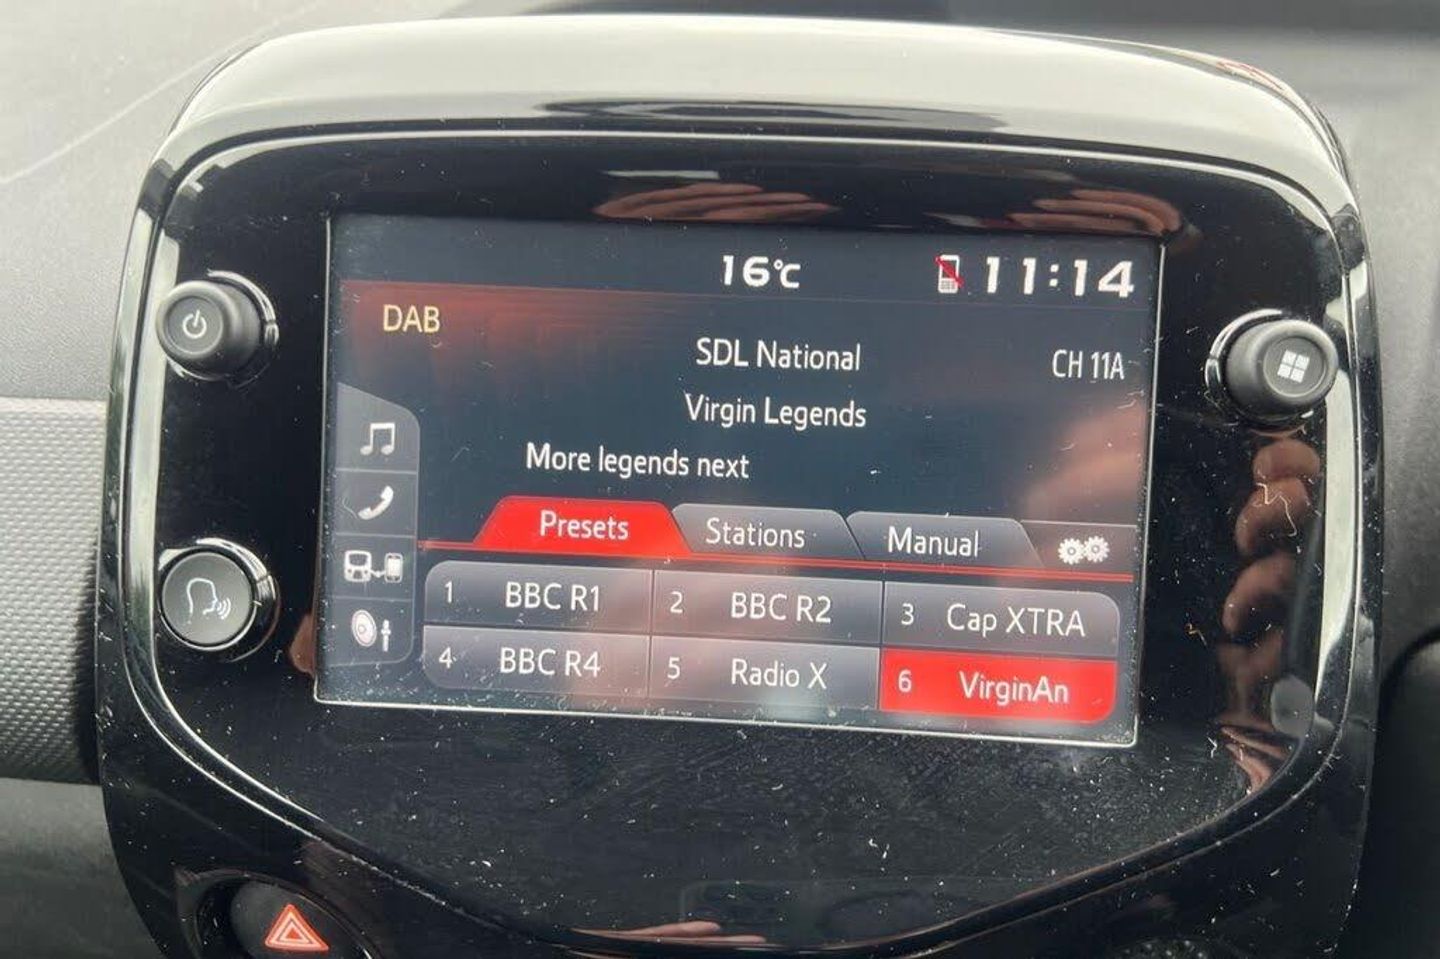 16°C 11:14
DAB
SDL National CH 11A
Virgin Legends
More legends next
Presets Stations Manual
1 BBC R1 2 BBC R2 3 Cap XTRA
4 BBC R4 5 Radio X 6 VirginAn